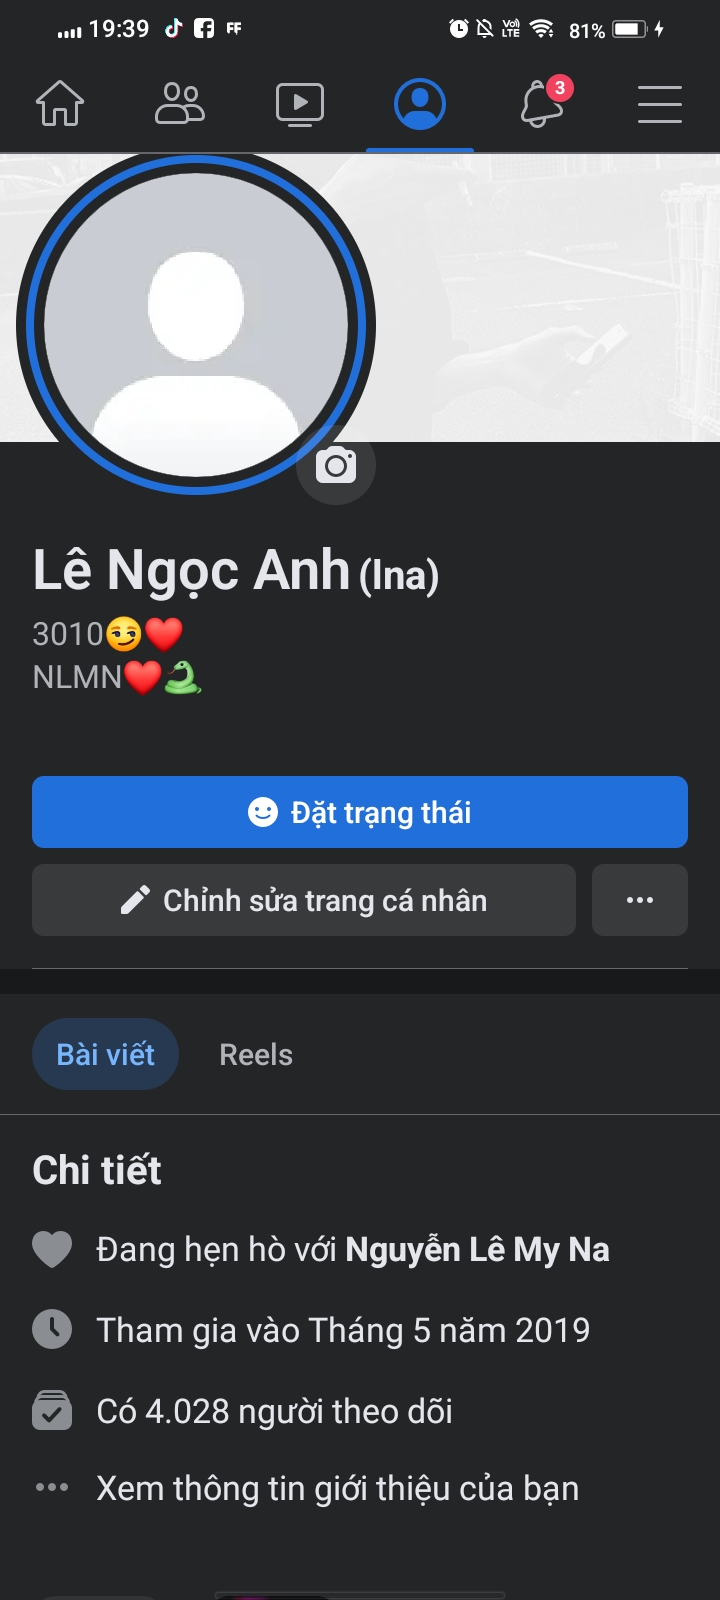 19:39 FF VoLTE 81%
3
Lê Ngọc Anh (Ina)
3010😏❤️
NLMN❤️🐍
Đặt trạng thái
Chỉnh sửa trang cá nhân
Bài viết Reels
Chi tiết
Đang hẹn hò với Nguyễn Lê My Na
Tham gia vào Tháng 5 năm 2019
Có 4.028 người theo dõi
Xem thông tin giới thiệu của bạn